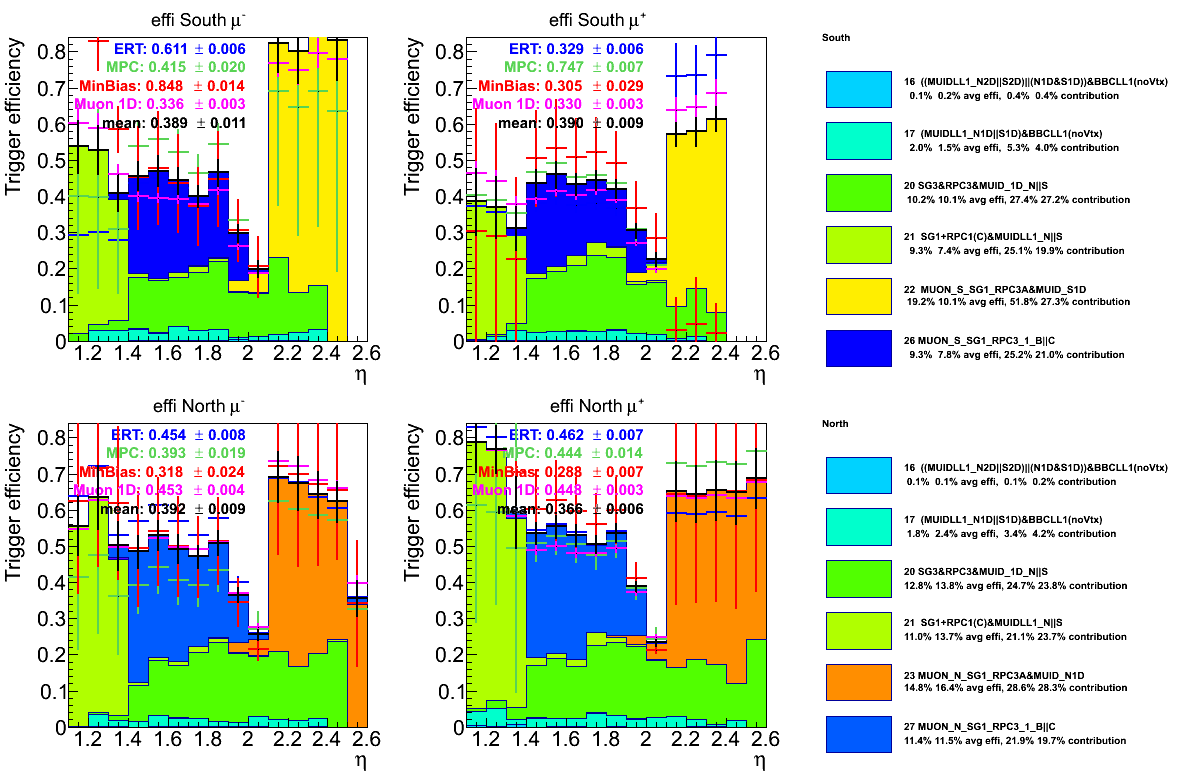 effi South μ⁻
Trigger efficiency
ERT: 0.611 ± 0.006
MPC: 0.415 ± 0.020
MinBias: 0.848 ± 0.014
Muon 1D: 0.336 ± 0.003
mean: 0.389 ± 0.011
0.8
0.7
0.6
0.5
0.4
0.3
0.2
0.1
0
1.2 1.4 1.6 1.8 2 2.2 2.4 2.6
η
effi South μ⁺
Trigger efficiency
ERT: 0.329 ± 0.006
MPC: 0.747 ± 0.007
MinBias: 0.305 ± 0.029
Muon 1D: 0.330 ± 0.003
mean: 0.390 ± 0.009
0.8
0.7
0.6
0.5
0.4
0.3
0.2
0.1
0
1.2 1.4 1.6 1.8 2 2.2 2.4 2.6
η
South
16 ((MUIDLL1_N2D||S2D)||(N1D&S1D))&BBCLL1(noVtx)
0.1% 0.2% avg effi, 0.4% 0.4% contribution
17 (MUIDLL1_N1D||S1D)&BBCLL1(noVtx)
2.0% 1.5% avg effi, 5.3% 4.0% contribution
20 SG3&RPC3&MUID_1D_N||S
10.2% 10.1% avg effi, 27.4% 27.2% contribution
21 SG1+RPC1(C)&MUIDLL1_N||S
9.3% 7.4% avg effi, 25.1% 19.9% contribution
22 MUON_S_SG1_RPC3A&MUID_S1D
19.2% 10.1% avg effi, 51.8% 27.3% contribution
26 MUON_S_SG1_RPC3_1_B||C
9.3% 7.8% avg effi, 25.2% 21.0% contribution
effi North μ⁻
Trigger efficiency
ERT: 0.454 ± 0.008
MPC: 0.393 ± 0.019
MinBias: 0.318 ± 0.024
Muon 1D: 0.453 ± 0.004
mean: 0.392 ± 0.009
0.8
0.7
0.6
0.5
0.4
0.3
0.2
0.1
0
1.2 1.4 1.6 1.8 2 2.2 2.4 2.6
η
effi North μ⁺
Trigger efficiency
ERT: 0.462 ± 0.007
MPC: 0.444 ± 0.014
MinBias: 0.288 ± 0.007
Muon 1D: 0.448 ± 0.003
mean: 0.366 ± 0.006
0.8
0.7
0.6
0.5
0.4
0.3
0.2
0.1
0
1.2 1.4 1.6 1.8 2 2.2 2.4 2.6
η
North
16 ((MUIDLL1_N2D||S2D)||(N1D&S1D))&BBCLL1(noVtx)
0.1% 0.1% avg effi, 0.1% 0.2% contribution
17 (MUIDLL1_N1D||S1D)&BBCLL1(noVtx)
1.8% 2.4% avg effi, 3.4% 4.2% contribution
20 SG3&RPC3&MUID_1D_N||S
12.8% 13.8% avg effi, 24.7% 23.8% contribution
21 SG1+RPC1(C)&MUIDLL1_N||S
11.0% 13.7% avg effi, 21.1% 23.7% contribution
23 MUON_N_SG1_RPC3A&MUID_N1D
14.8% 16.4% avg effi, 28.6% 28.3% contribution
27 MUON_N_SG1_RPC3_1_B||C
11.4% 11.5% avg effi, 21.9% 19.7% contribution